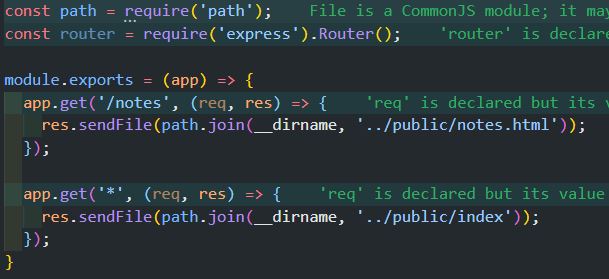 const path = require('path');     File is a CommonJS module; it may
const router = require('express').Router();     'router' is declare
module.exports = (app) => {
  app.get('/notes', (req, res) => {     'req' is declared but its v
    res.sendFile(path.join(__dirname, '../public/notes.html'));
  });
  app.get('*', (req, res) => {     'req' is declared but its value
    res.sendFile(path.join(__dirname, '../public/index'));
  });
}